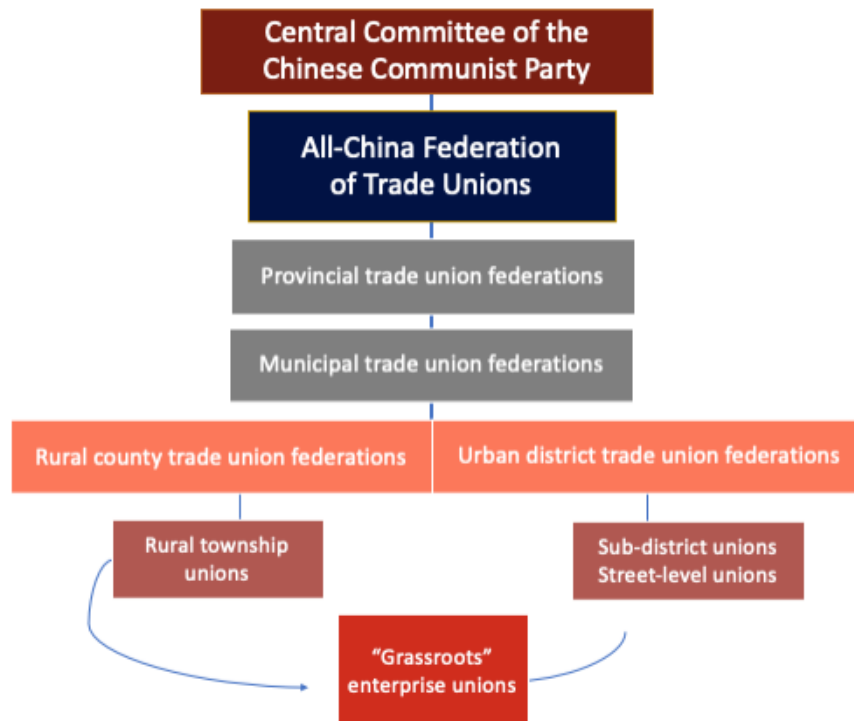 Central Committee of the
Chinese Communist Party
All-China Federation
of Trade Unions
Provincial trade union federations
Municipal trade union federations
Rural county trade union federations
Urban district trade union federations
Rural township
unions
Sub-district unions
Street-level unions
“Grassroots”
enterprise unions